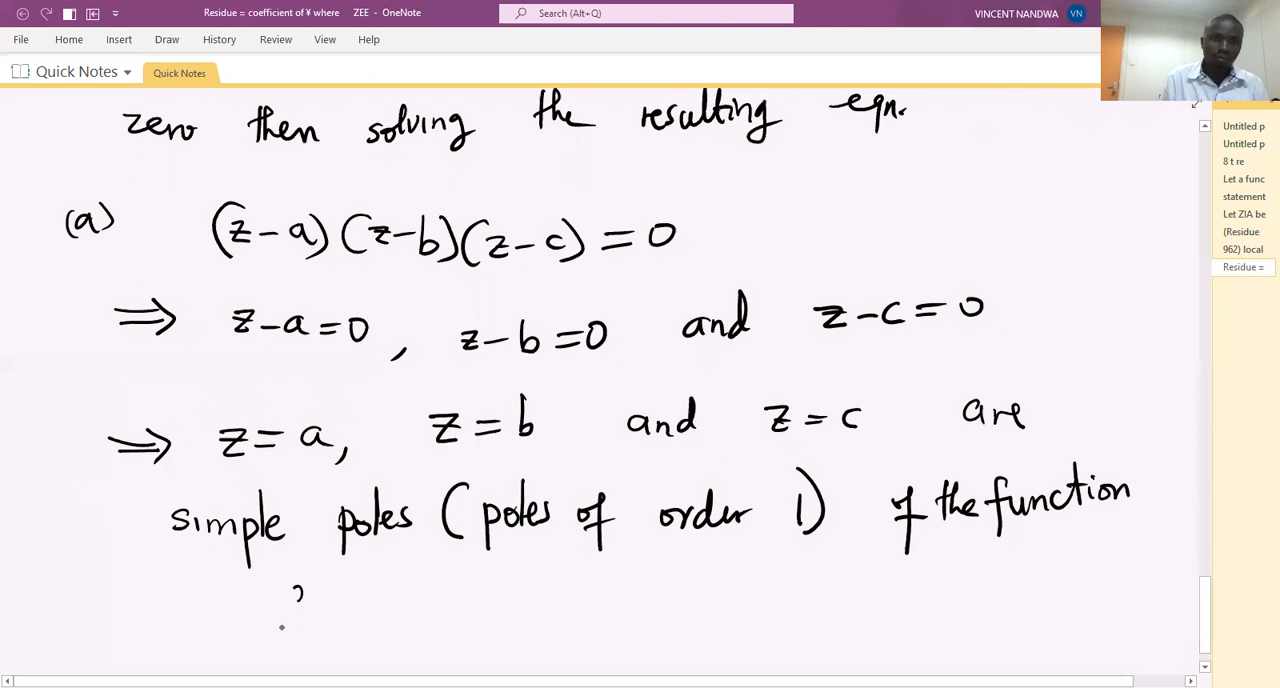 Residue = coefficient of ¥ where ZEE - OneNote
Search (Alt+Q)
VINCENT NANDWA VN
File Home Insert Draw History Review View Help
Quick Notes
Quick Notes
zero then solving the resulting eqn.
(a) (z-a)(z-b)(z-c)=0
⇒ z-a=0, z-b=0 and z-c=0
⇒ z=a, z=b and z=c are
simple poles (poles of order 1) of the function
Untitled p
Untitled p
8 t re
Let a func
statement
Let ZIA be
(Residue
962) local
Residue =